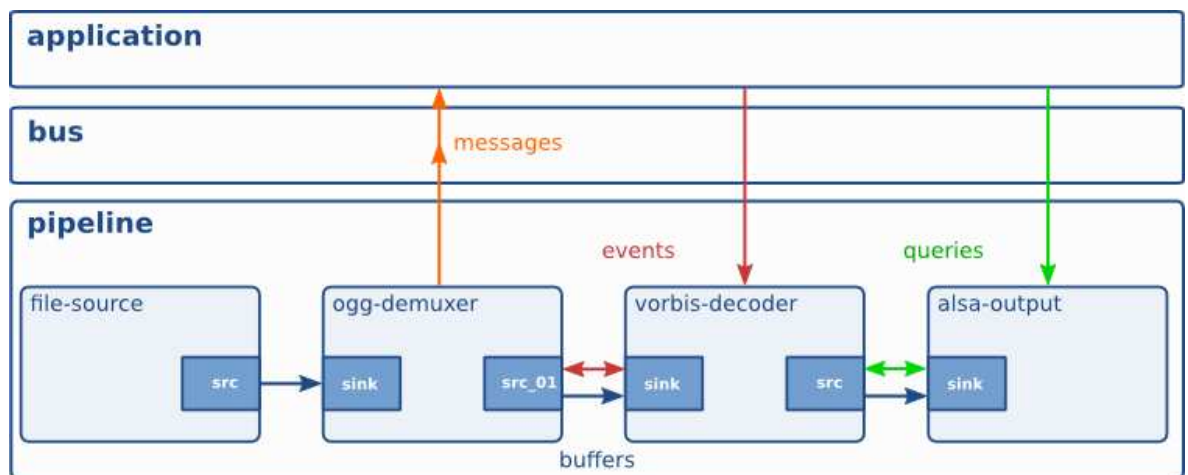 application
bus
messages
pipeline
events
queries
file-source
ogg-demuxer
vorbis-decoder
alsa-output
src
sink
src_01
sink
src
sink
buffers